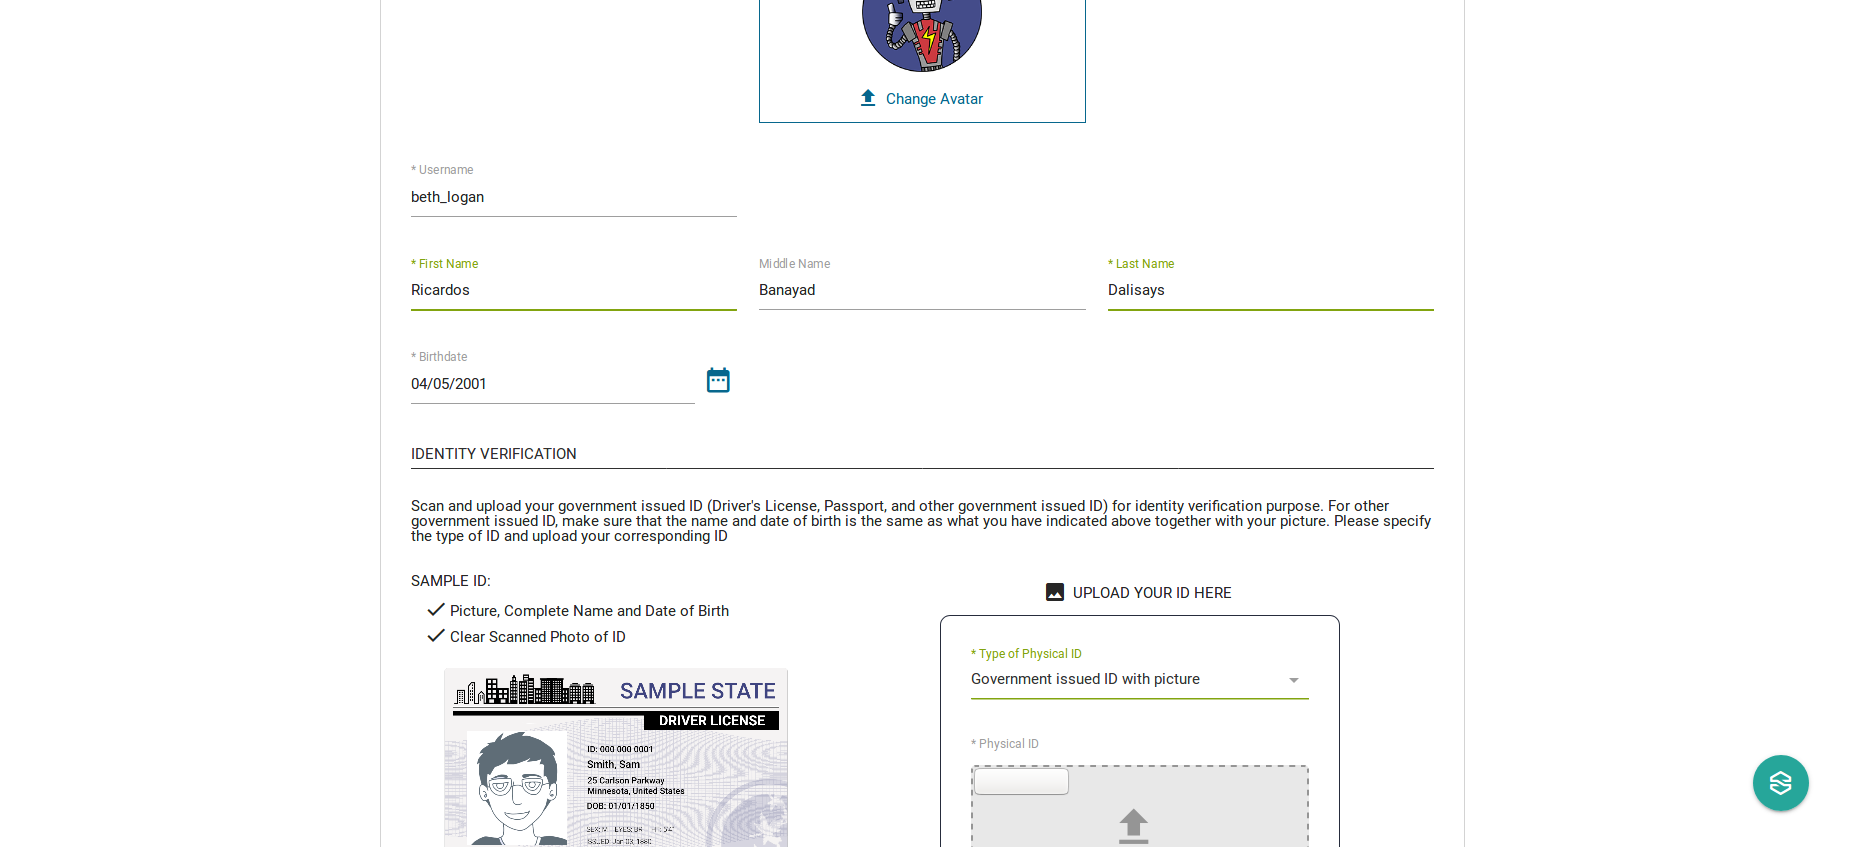 Change Avatar
* Username
beth_logan
* First Name
Middle Name
* Last Name
Ricardos
Banayad
Dalisays
* Birthdate
04/05/2001
IDENTITY VERIFICATION
Scan and upload your government issued ID (Driver's License, Passport, and other government issued ID) for identity verification purpose. For other
government issued ID, make sure that the name and date of birth is the same as what you have indicated above together with your picture. Please specify
the type of ID and upload your corresponding ID
SAMPLE ID:
Picture, Complete Name and Date of Birth
Clear Scanned Photo of ID
SAMPLE STATE
DRIVER LICENSE
ID: 000 000 0001
Smith, Sam
25 Carlson Parkway
Minnesota, United States
DOB: 01/01/1850
UPLOAD YOUR ID HERE
* Type of Physical ID
Government issued ID with picture
* Physical ID